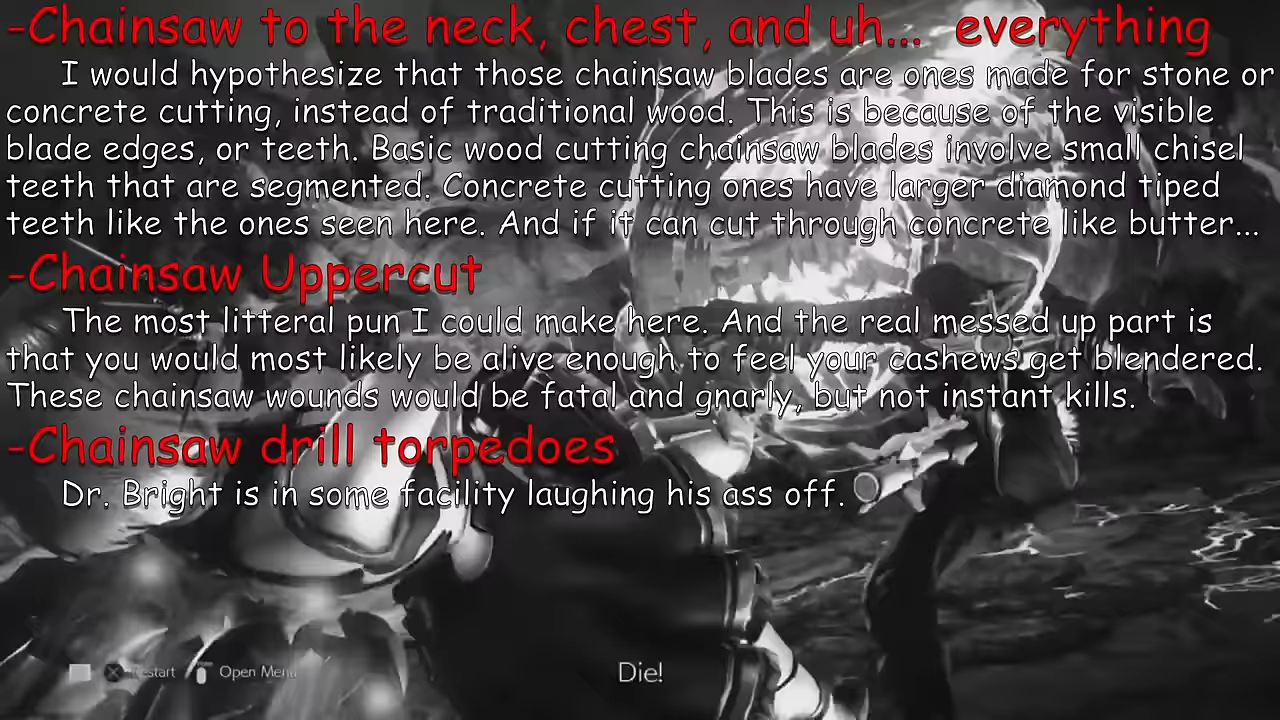 -Chainsaw to the neck, chest, and uh... everything
I would hypothesize that those chainsaw blades are ones made for stone or
concrete cutting, instead of traditional wood. This is because of the visible
blade edges, or teeth. Basic wood cutting chainsaw blades involve small chisel
teeth that are segmented. Concrete cutting ones have larger diamond tiped
teeth like the ones seen here. And if it can cut through concrete like butter...
-Chainsaw Uppercut
The most litteral pun I could make here. And the real messed up part is
that you would most likely be alive enough to feel your cashews get blendered.
These chainsaw wounds would be fatal and gnarly, but not instant kills.
-Chainsaw drill torpedoes
Dr. Bright is in some facility laughing his ass off.
Restart Open Menu
Die!